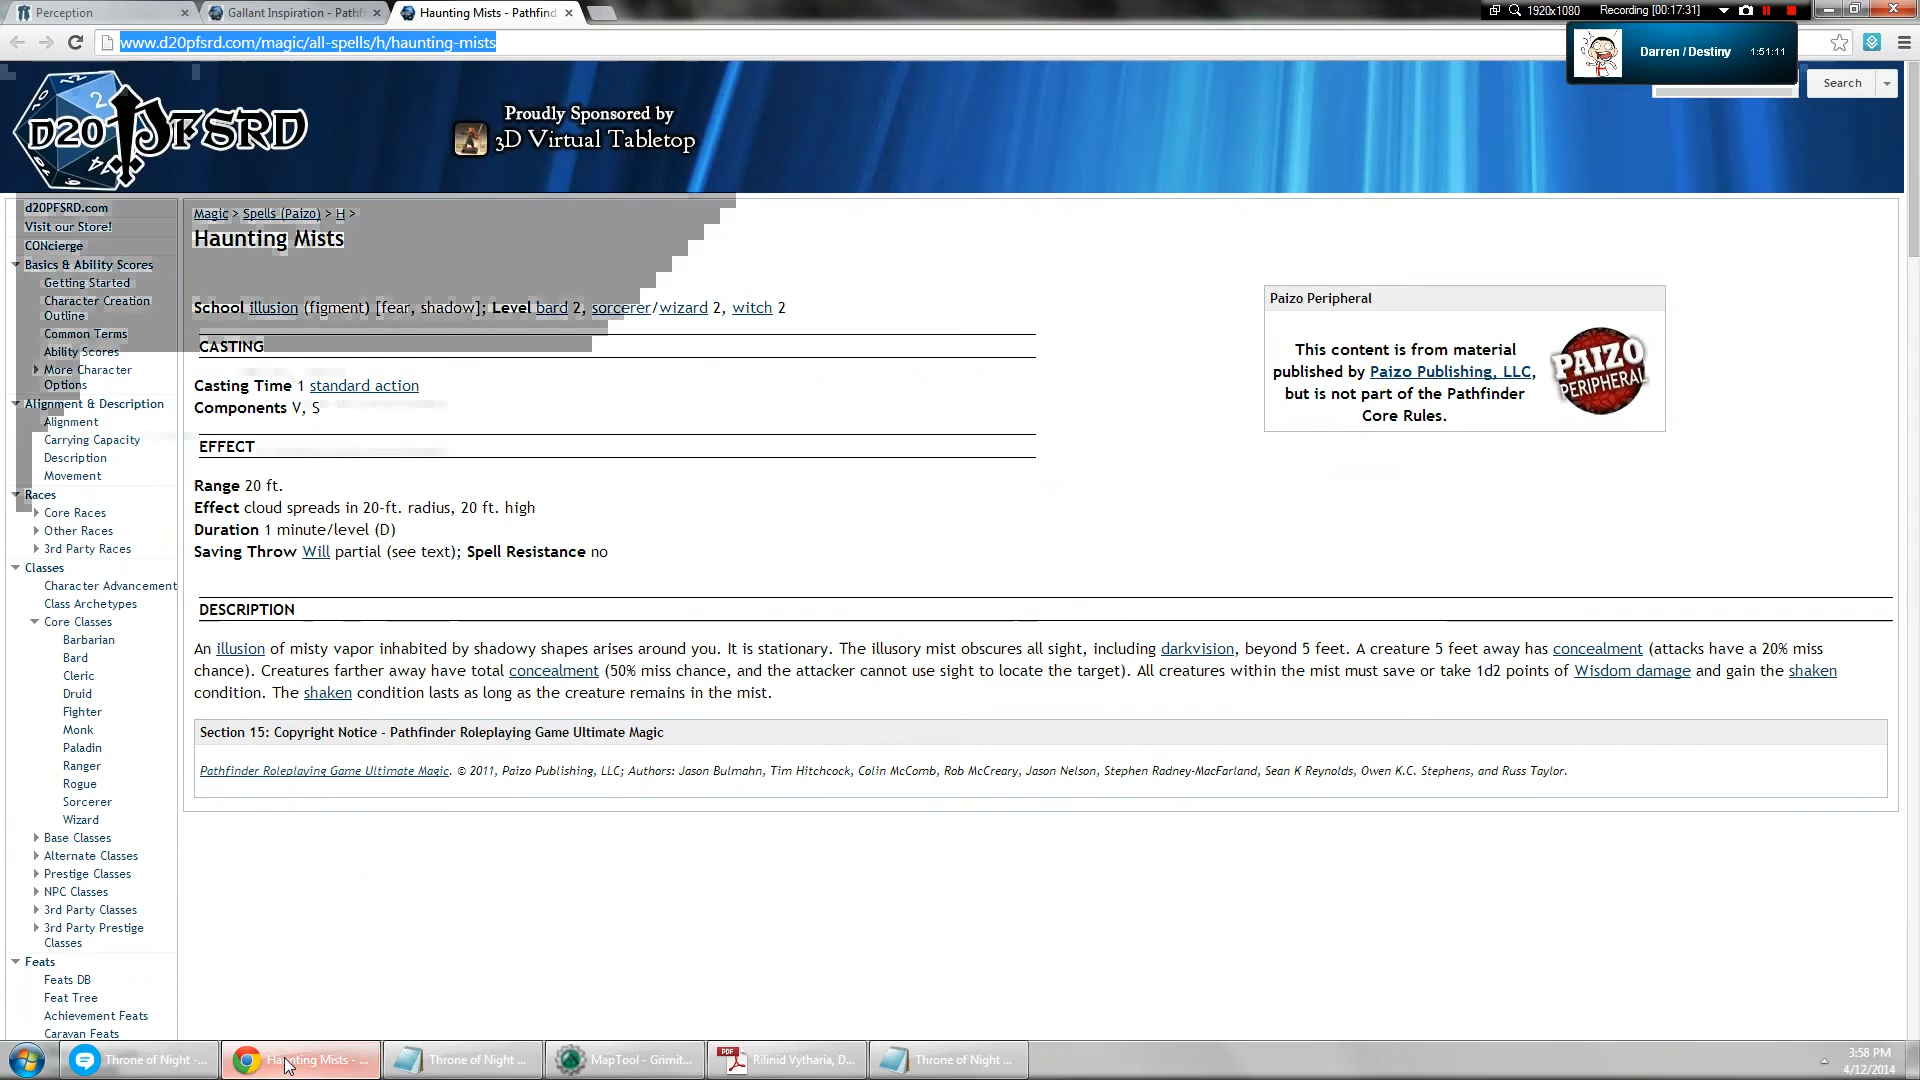 Perception
Gallant Inspiration - Pathfi
Haunting Mists - Pathfind
1920x1080
Recording [00:17:31]
www.d20pfsrd.com/magic/all-spells/h/haunting-mists
Darren / Destiny
1:51:11
D20 PFSRD
Proudly Sponsored by
3D Virtual Tabletop
Search
d20PFSRD.com
Visit our Store!
CONcierge
Basics & Ability Scores
Getting Started
Character Creation
Outline
Common Terms
Ability Scores
More Character
Options
Alignment & Description
Alignment
Carrying Capacity
Description
Movement
Races
Core Races
Other Races
3rd Party Races
Classes
Character Advancement
Class Archetypes
Core Classes
Barbarian
Bard
Cleric
Druid
Fighter
Monk
Paladin
Ranger
Rogue
Sorcerer
Wizard
Base Classes
Alternate Classes
Prestige Classes
NPC Classes
3rd Party Classes
3rd Party Prestige
Classes
Feats
Feats DB
Feat Tree
Achievement Feats
Caravan Feats
Magic > Spells (Paizo) > H >
Haunting Mists
School illusion (figment) [fear, shadow]; Level bard 2, sorcerer/wizard 2, witch 2
CASTING
Casting Time 1 standard action
Components V, S
EFFECT
Range 20 ft.
Effect cloud spreads in 20-ft. radius, 20 ft. high
Duration 1 minute/level (D)
Saving Throw Will partial (see text); Spell Resistance no
DESCRIPTION
An illusion of misty vapor inhabited by shadowy shapes arises around you. It is stationary. The illusory mist obscures all sight, including darkvision, beyond 5 feet. A creature 5 feet away has concealment (attacks have a 20% miss
chance). Creatures farther away have total concealment (50% miss chance, and the attacker cannot use sight to locate the target). All creatures within the mist must save or take 1d2 points of Wisdom damage and gain the shaken
condition. The shaken condition lasts as long as the creature remains in the mist.
Section 15: Copyright Notice - Pathfinder Roleplaying Game Ultimate Magic
Pathfinder Roleplaying Game Ultimate Magic. © 2011, Paizo Publishing, LLC; Authors: Jason Bulmahn, Tim Hitchcock, Colin McComb, Rob McCreary, Jason Nelson, Stephen Radney-MacFarland, Sean K Reynolds, Owen K.C. Stephens, and Russ Taylor.
Paizo Peripheral
This content is from material
published by Paizo Publishing, LLC,
but is not part of the Pathfinder
Core Rules.
PAIZO
PERIPHERAL
Throne of Night -...
Haunting Mists - ...
Throne of Night ...
MapTool - Grimit...
PDF
Rilinid Vytharia, D...
Throne of Night ...
3:58 PM
4/12/2014